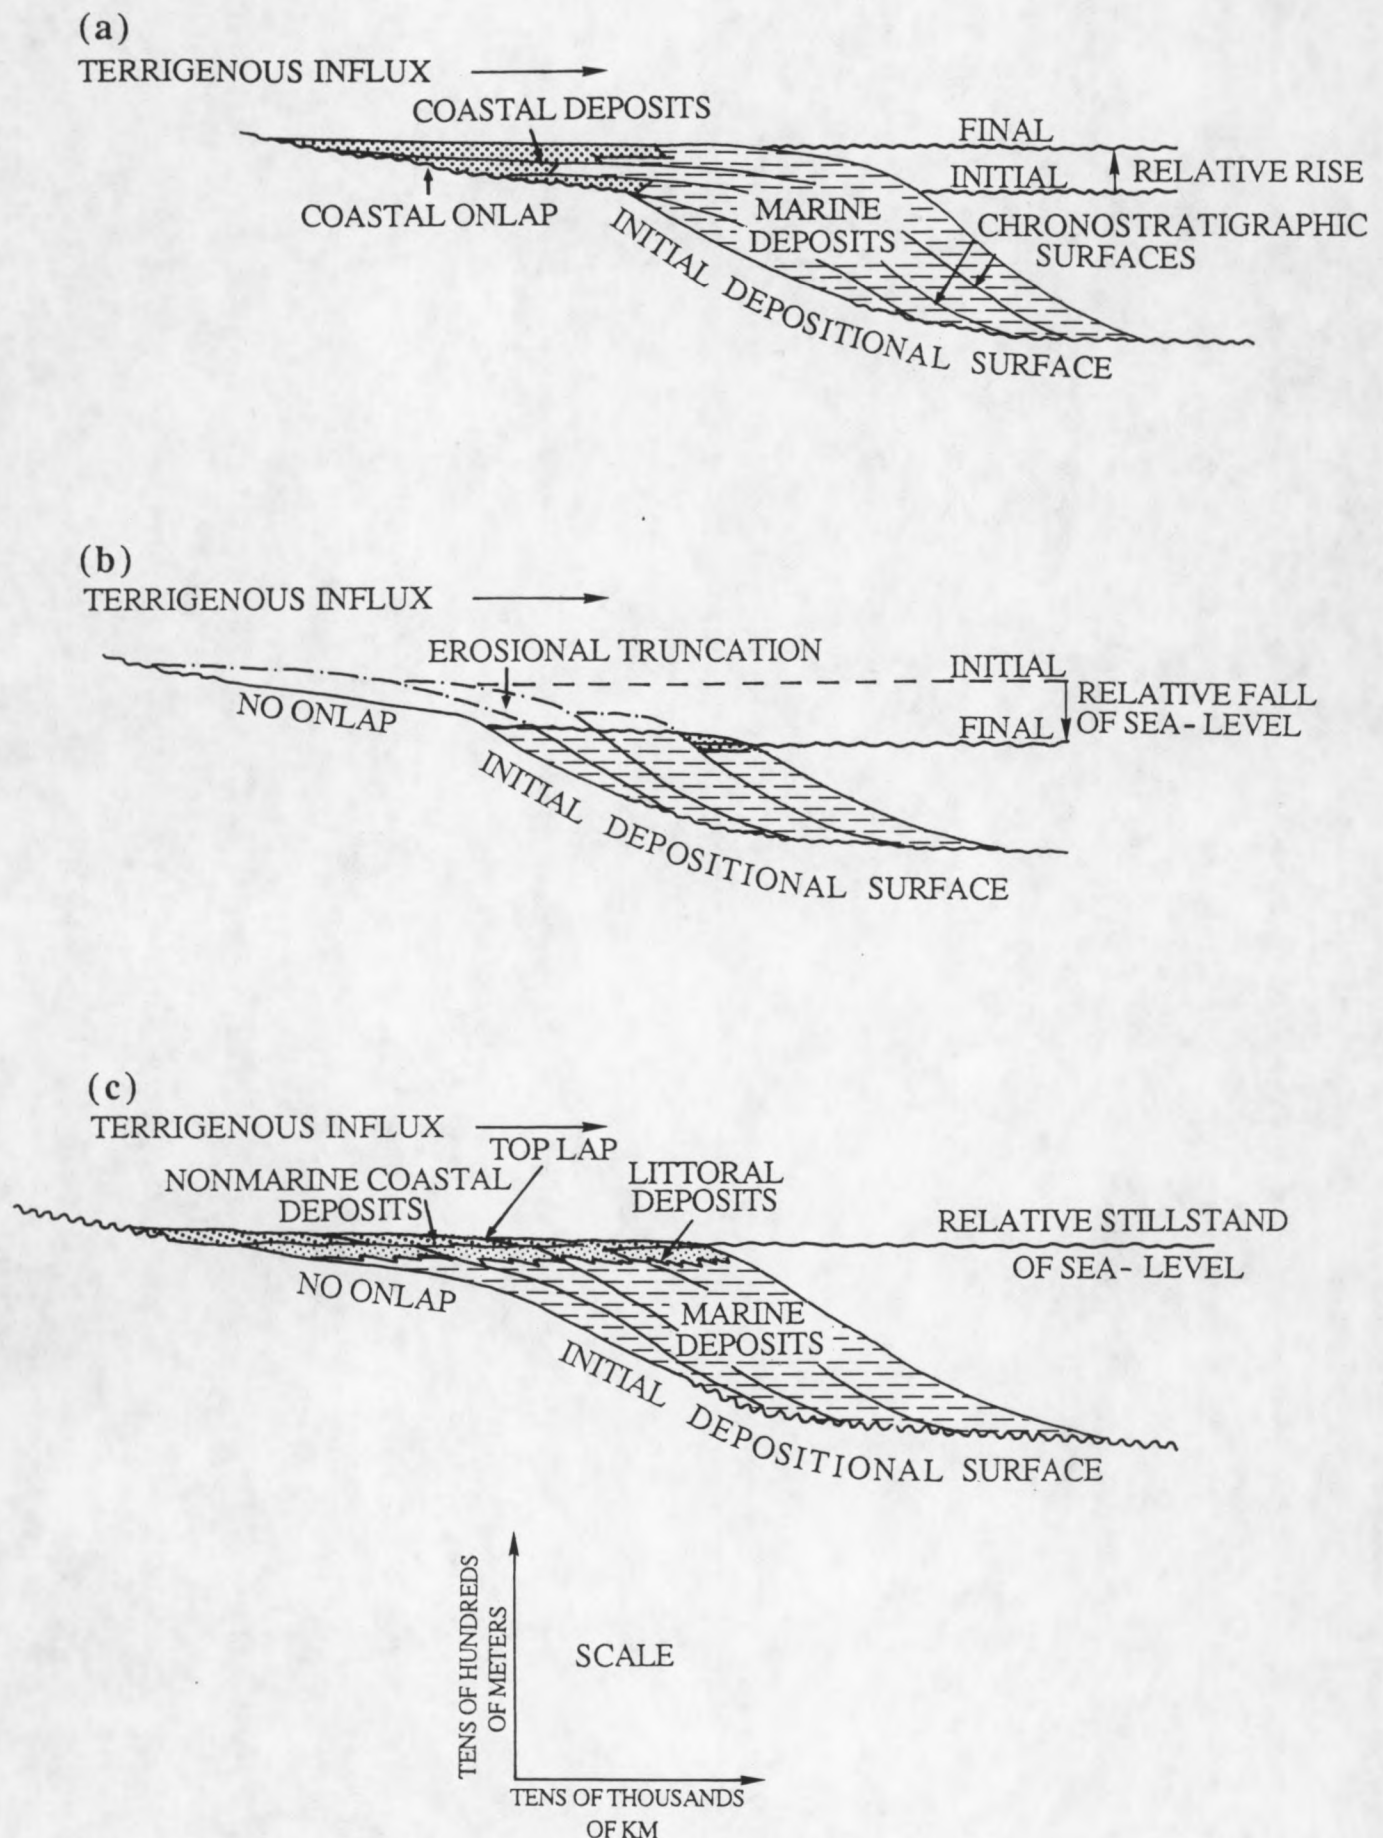 (a)
TERRIGENOUS INFLUX
COASTAL DEPOSITS
FINAL
INITIAL
RELATIVE RISE
COASTAL ONLAP
MARINE
DEPOSITS
CHRONOSTRATIGRAPHIC
SURFACES
INITIAL DEPOSITIONAL SURFACE
(b)
TERRIGENOUS INFLUX
EROSIONAL TRUNCATION
INITIAL
RELATIVE FALL
OF SEA-LEVEL
FINAL
NO ONLAP
INITIAL DEPOSITIONAL SURFACE
(c)
TERRIGENOUS INFLUX
TOP LAP
NONMARINE COASTAL
DEPOSITS
LITTORAL
DEPOSITS
RELATIVE STILLSTAND
OF SEA- LEVEL
NO ONLAP
MARINE
DEPOSITS
INITIAL DEPOSITIONAL SURFACE
TENS OF HUNDREDS
OF METERS
SCALE
TENS OF THOUSANDS
OF KM